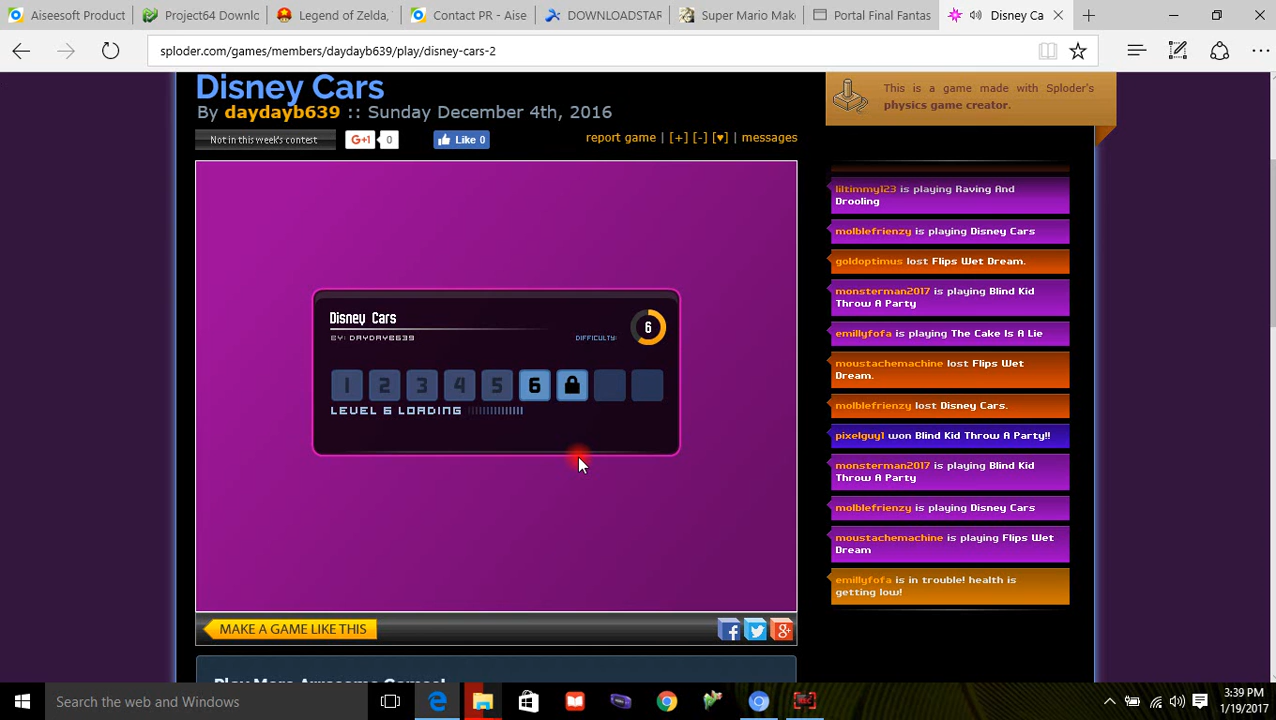 Aiseesoft Product
Project64 Downloa
Legend of Zelda,
Contact PR - Aise
DOWNLOADSTAF
Super Mario Make
Portal Final Fantas
Disney Ca
sploder.com/games/members/daydayb639/play/disney-cars-2
Disney Cars
By daydayb639 :: Sunday December 4th, 2016
Not in this week's contest
G+1 0
Like 0
report game | [+] [-] [♥] | messages
Disney Cars
BY: DAYDAYB639
DIFFICULTY:
6
1 2 3 4 5 6
LEVEL 6 LOADING
MAKE A GAME LIKE THIS
Play More Awesome Games!
This is a game made with Sploder's
physics game creator.
liltimmy123 is playing Raving And
Drooling
molblefrienzy is playing Disney Cars
goldoptimus lost Flips Wet Dream.
monsterman2017 is playing Blind Kid
Throw A Party
emillyfofa is playing The Cake Is A Lie
moustachemachine lost Flips Wet
Dream.
molblefrienzy lost Disney Cars.
pixelguy1 won Blind Kid Throw A Party!!
monsterman2017 is playing Blind Kid
Throw A Party
molblefrienzy is playing Disney Cars
moustachemachine is playing Flips Wet
Dream
emillyfofa is in trouble! health is
getting low!
Search the web and Windows
3:39 PM
1/19/2017